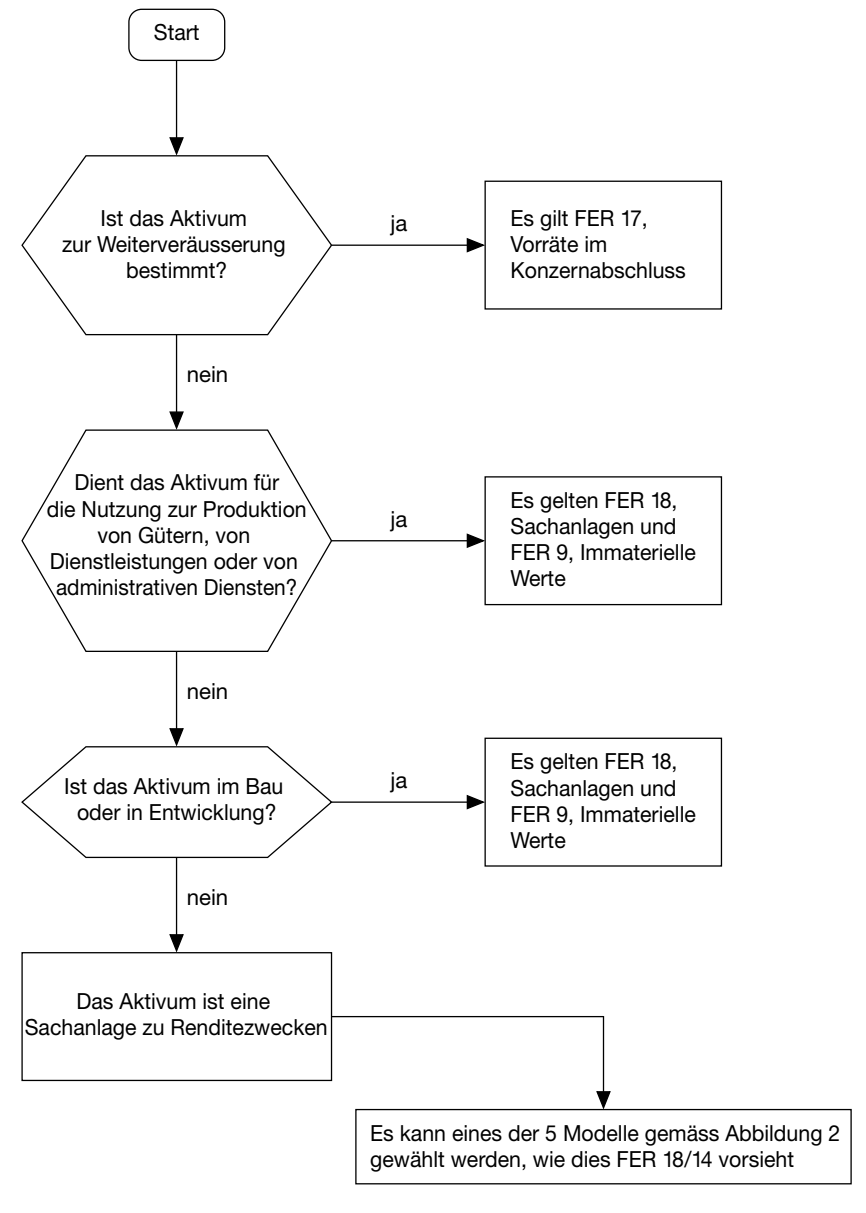 Start
Ist das Aktivum
zur Weiterveräusserung
bestimmt?
ja
Es gilt FER 17,
Vorräte im
Konzernabschluss
nein
Dient das Aktivum für
die Nutzung zur Produktion
von Gütern, von
Dienstleistungen oder von
administrativen Diensten?
ja
Es gelten FER 18,
Sachanlagen und
FER 9, Immaterielle
Werte
nein
Ist das Aktivum im Bau
oder in Entwicklung?
ja
Es gelten FER 18,
Sachanlagen und
FER 9, Immaterielle
Werte
nein
Das Aktivum ist eine
Sachanlage zu Renditezwecken
Es kann eines der 5 Modelle gemäss Abbildung 2
gewählt werden, wie dies FER 18/14 vorsieht